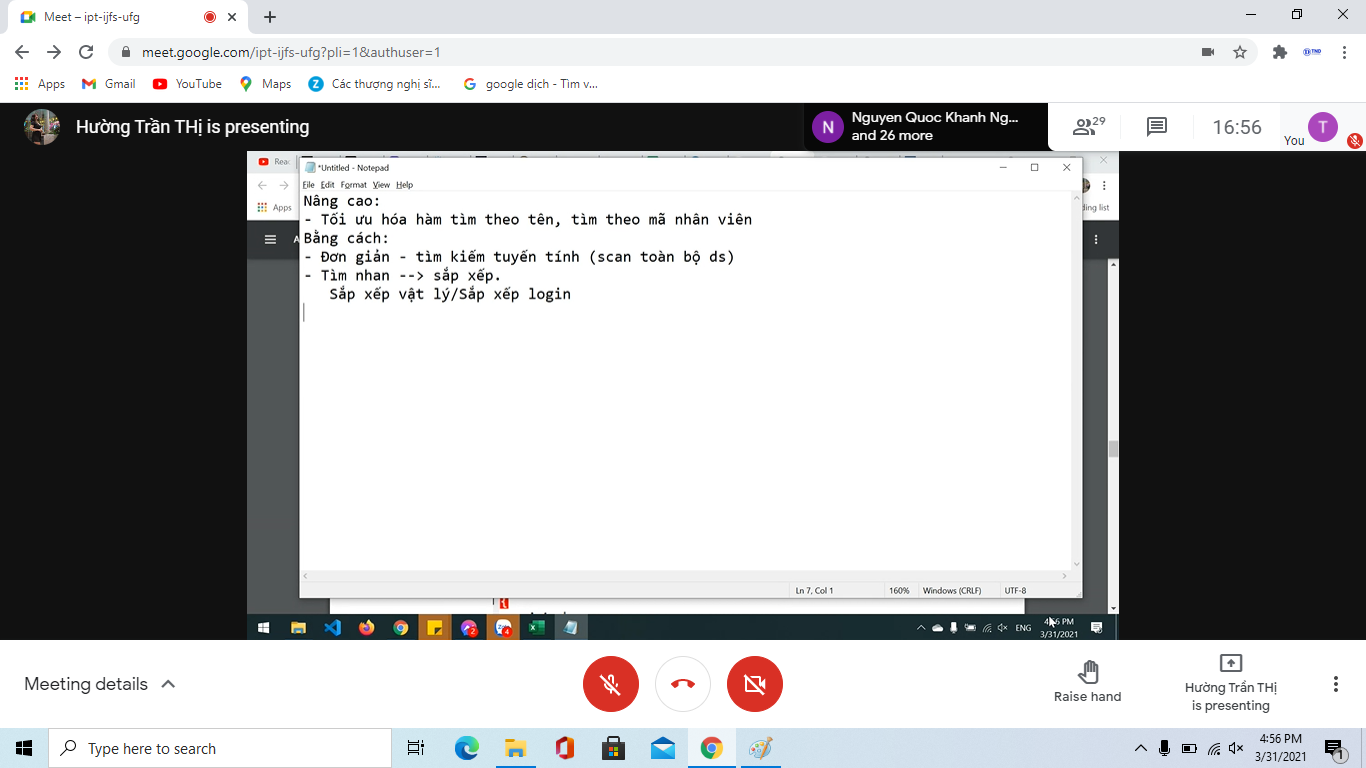 Meet – ipt-ijfs-ufg
meet.google.com/ipt-ijfs-ufg?pli=1&authuser=1
Apps
Gmail
YouTube
Maps
Các thượng nghị sĩ...
google dịch - Tìm v...
Hường Trần THị is presenting
N
Nguyen Quoc Khanh Ng...
and 26 more
29
16:56
You
T
*Untitled - Notepad
File Edit Format View Help
Apps
ding list
Nâng cao:
- Tối ưu hóa hàm tìm theo tên, tìm theo mã nhân viên
Bằng cách:
- Đơn giản - tìm kiếm tuyến tính (scan toàn bộ ds)
- Tìm nhan --> sắp xếp.
Sắp xếp vật lý/Sắp xếp login
Ln 7, Col 1
160%
Windows (CRLF)
UTF-8
ENG
3/31/2021
Meeting details
Raise hand
Hường Trần THị
is presenting
Type here to search
4:56 PM
3/31/2021
1